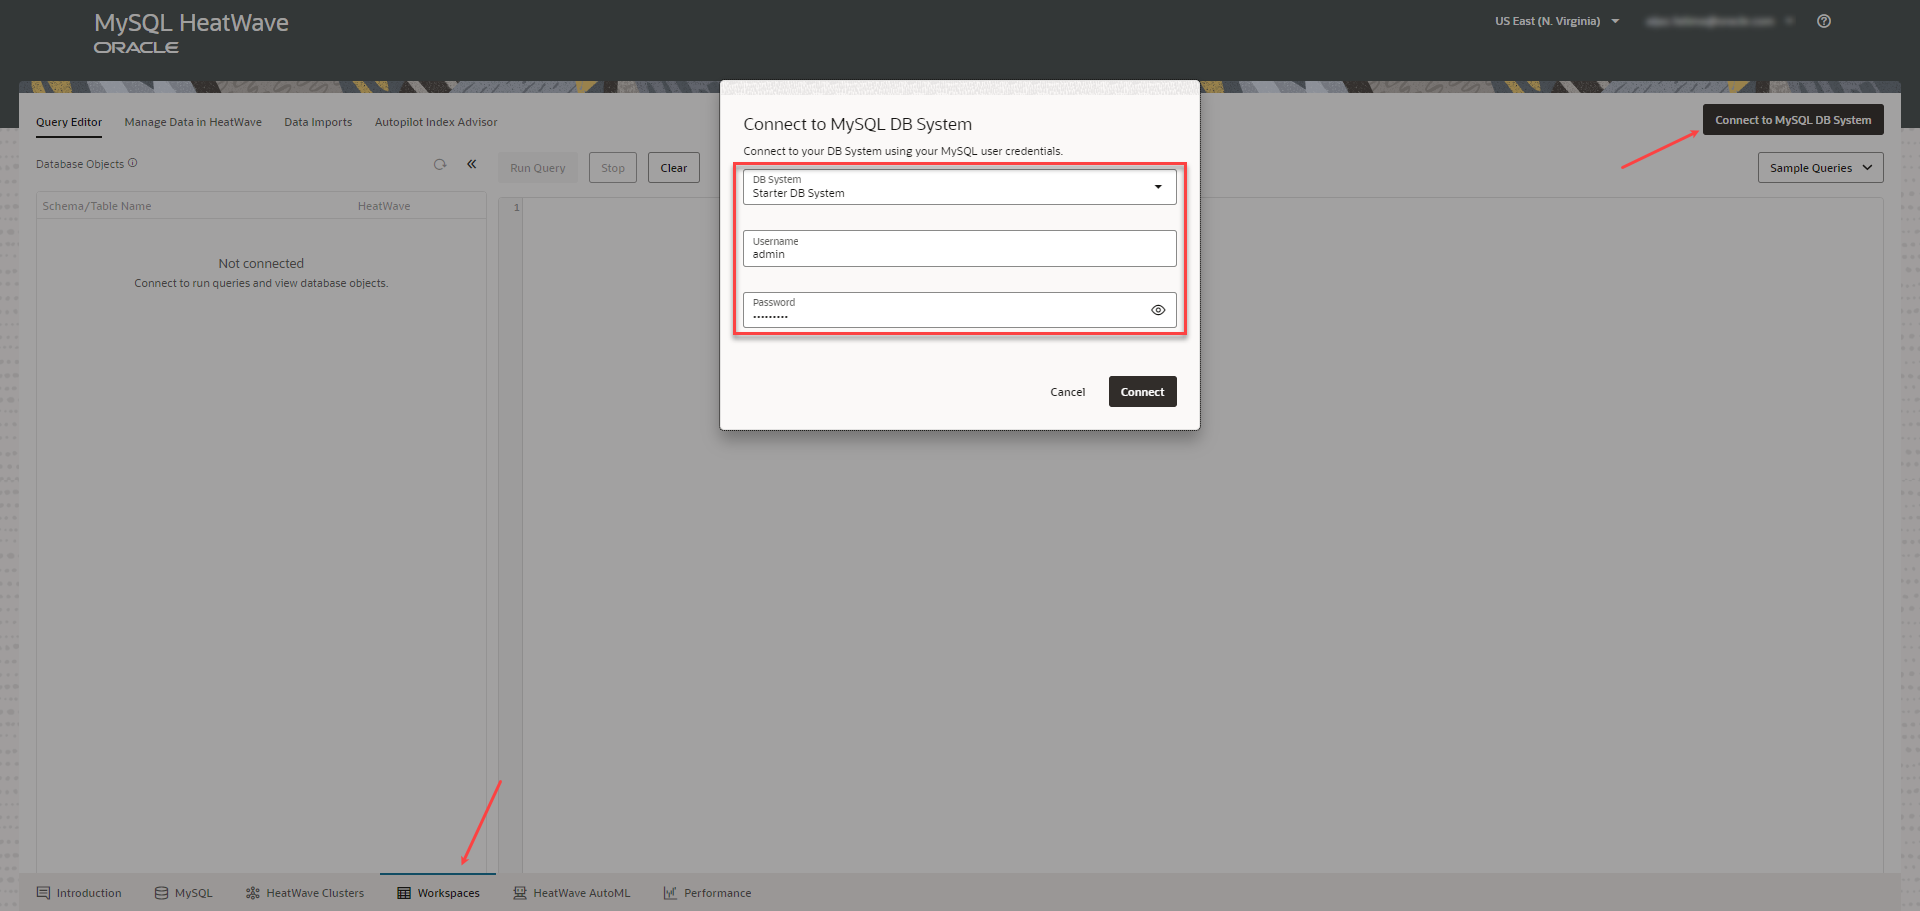 MySQL HeatWave
ORACLE
US East (N. Virginia)
Query Editor
Manage Data in HeatWave
Data Imports
Autopilot Index Advisor
Connect to MySQL DB System
Database Objects
Run Query
Stop
Clear
Sample Queries
Schema/Table Name
HeatWave
1
Not connected
Connect to run queries and view database objects.
Connect to MySQL DB System
Connect to your DB System using your MySQL user credentials.
DB System
Starter DB System
Username
admin
Password
•••••••••
Cancel
Connect
Introduction
MySQL
HeatWave Clusters
Workspaces
HeatWave AutoML
Performance